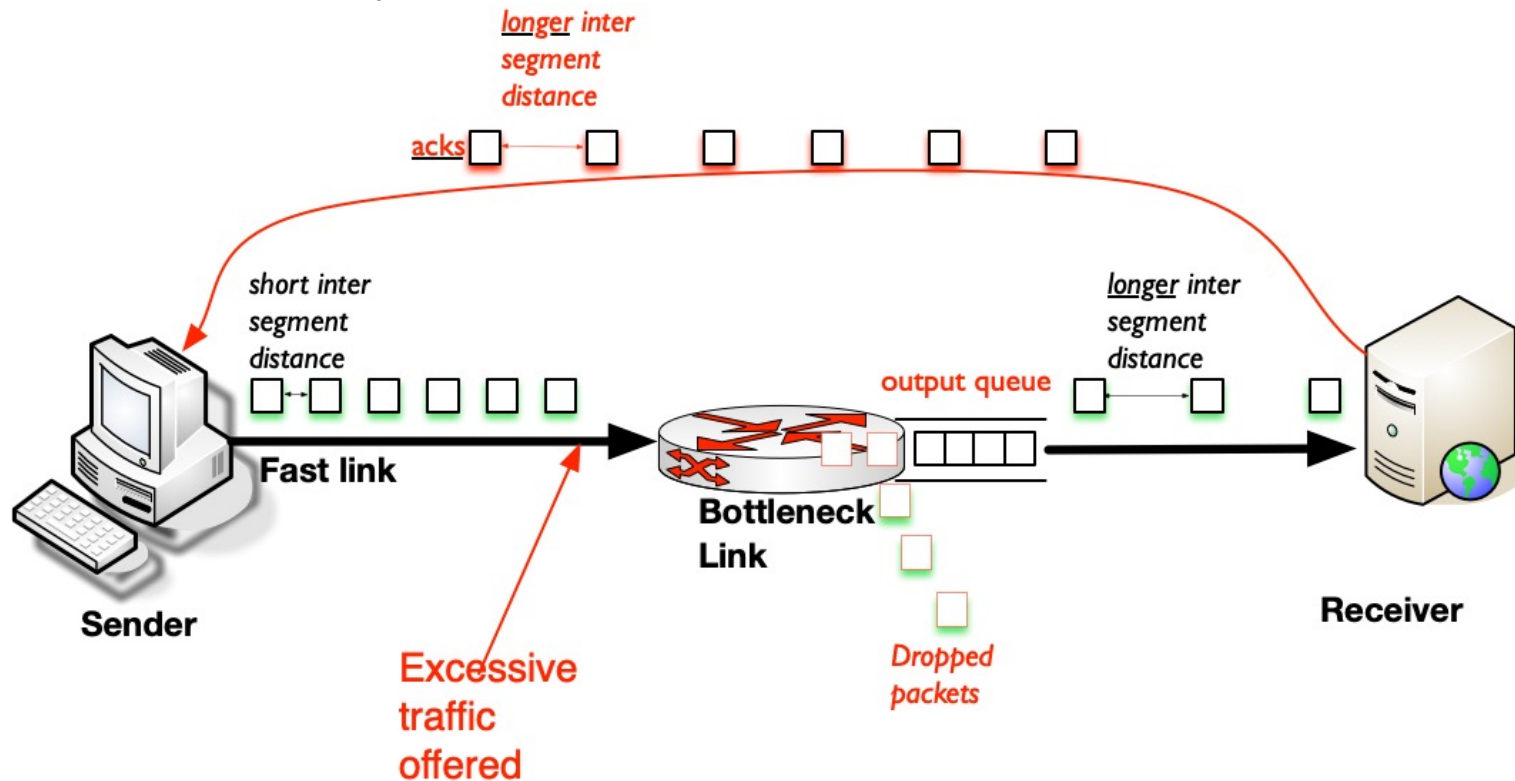 longer inter
segment
distance
acks
short inter
segment
distance
longer inter
segment
distance
output queue
Fast link
Bottleneck
Link
Sender
Receiver
Excessive
traffic
offered
Dropped
packets